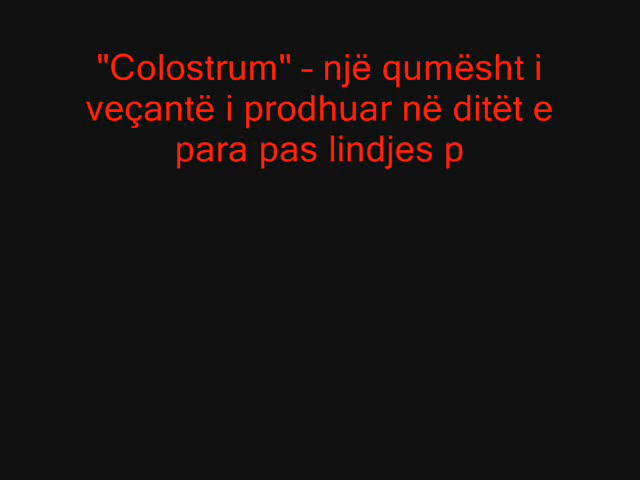 "Colostrum" - një qumësht i
veçantë i prodhuar në ditët e
para pas lindjes p